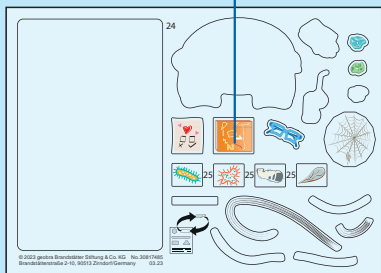 24
25
25
25
© 2023 geobra Brandstätter Stiftung & Co. KG No.30817485
Brandstätterstraße 2-10, 90513 Zirndorf/Germany 03.23